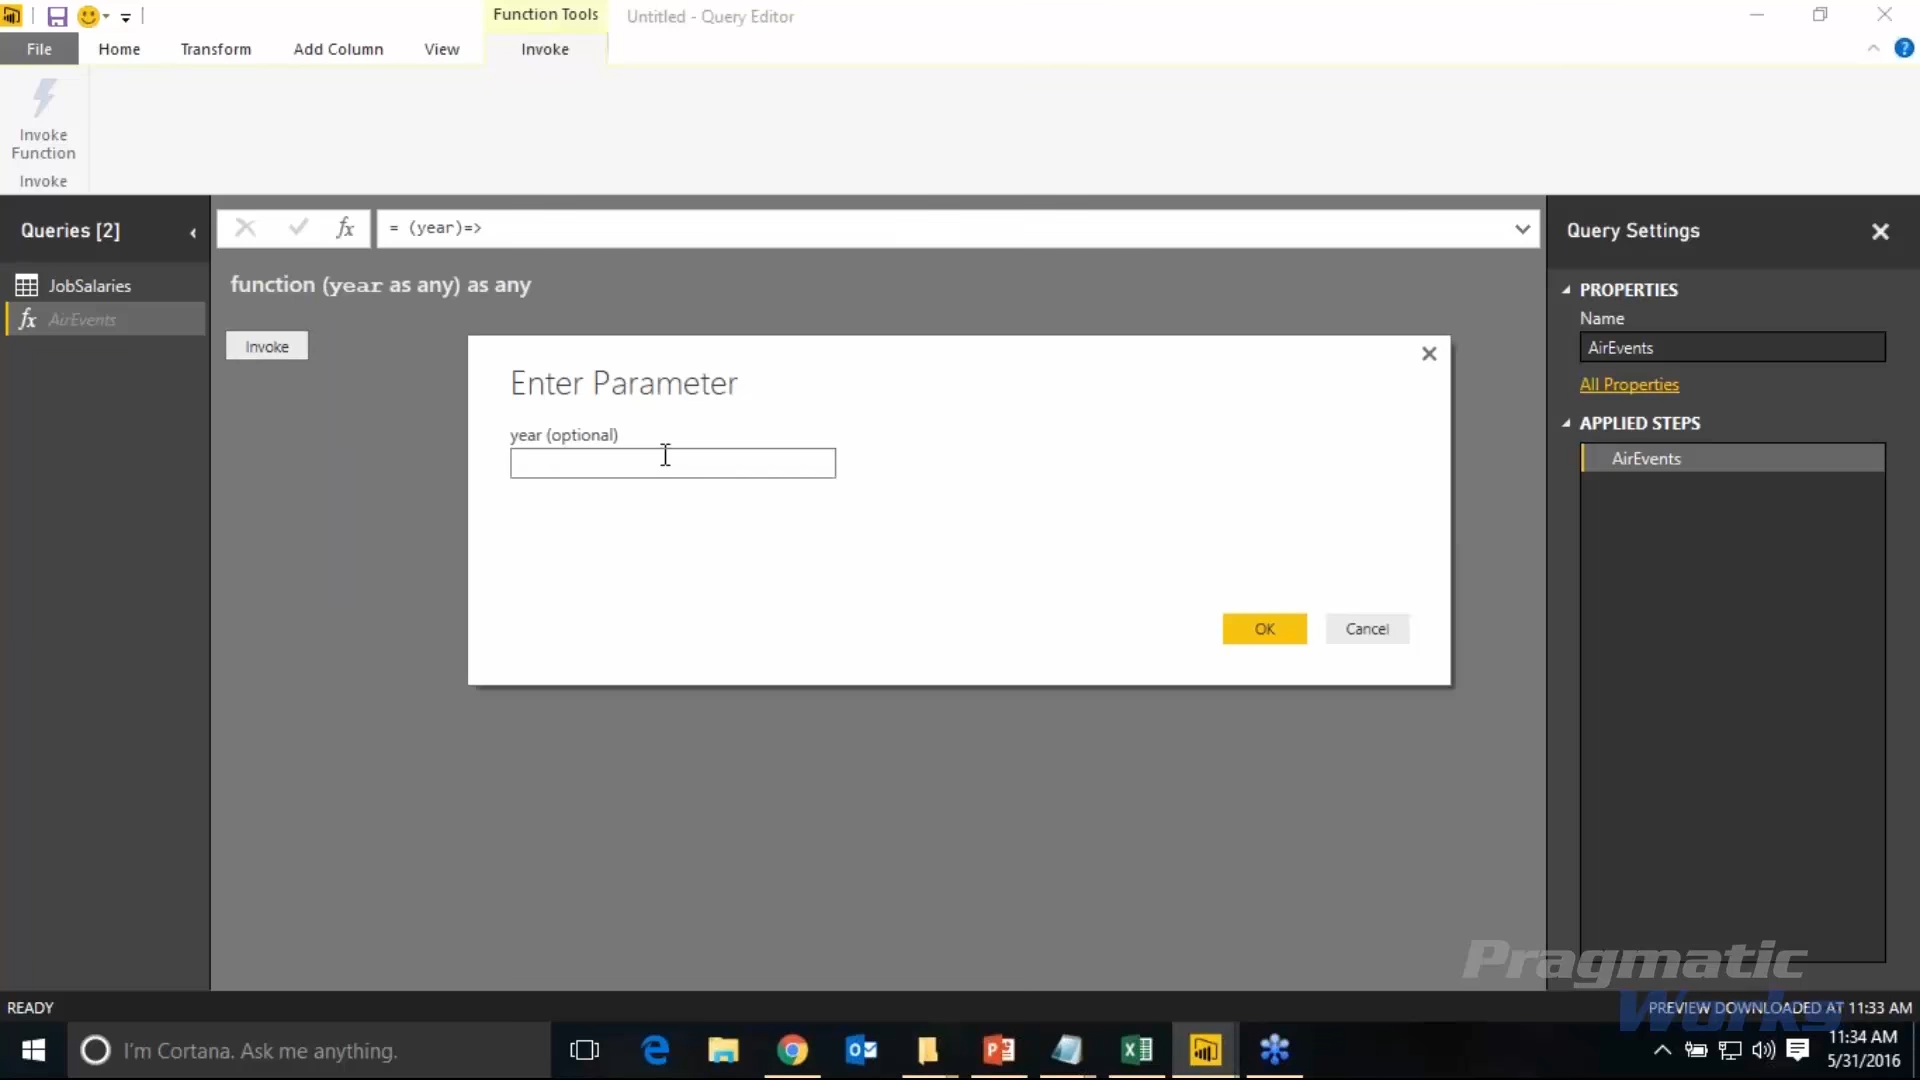 Function Tools
Untitled - Query Editor
File
Home
Transform
Add Column
View
Invoke
Invoke
Function
Invoke
Queries [2]
JobSalaries
AirEvents
fx
= (year)=>
function (year as any) as any
Invoke
Enter Parameter
year (optional)
OK
Cancel
Query Settings
PROPERTIES
Name
AirEvents
All Properties
APPLIED STEPS
AirEvents
Pragmatic
Works
READY
PREVIEW DOWNLOADED AT 11:33 AM
I'm Cortana. Ask me anything.
11:34 AM
5/31/2016